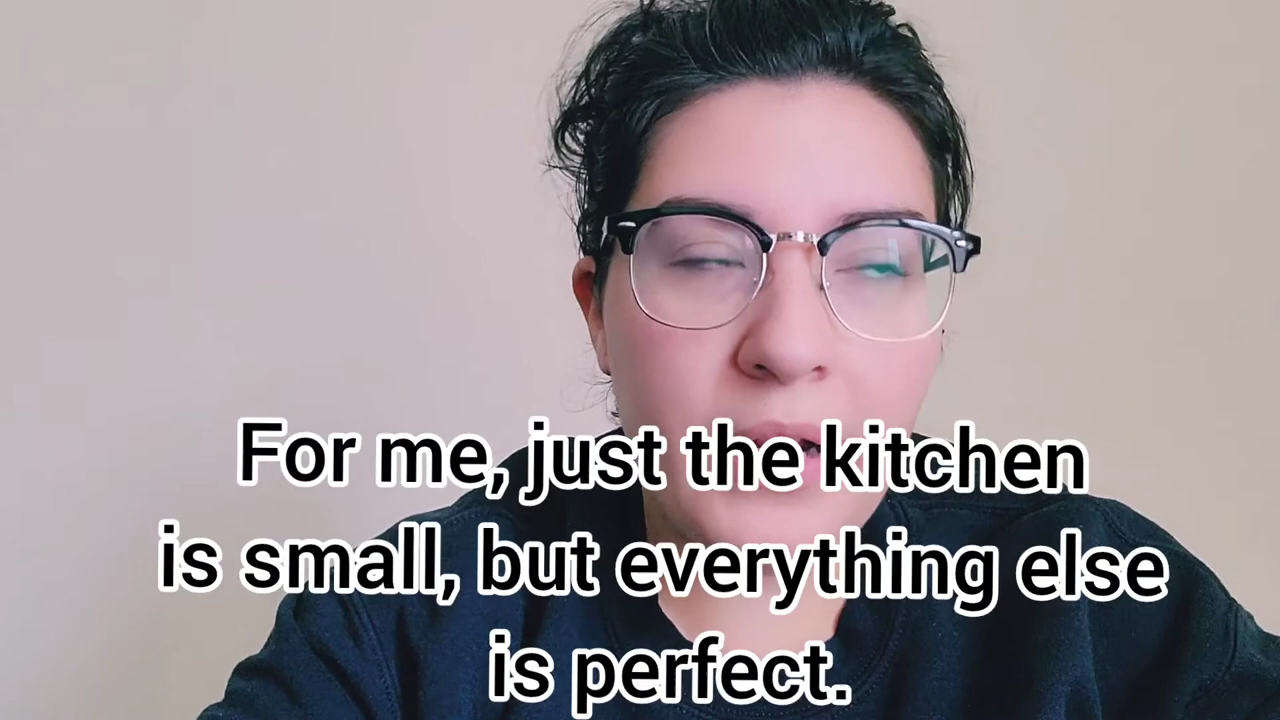 For me, just the kitchen
is small, but everything else
is perfect.